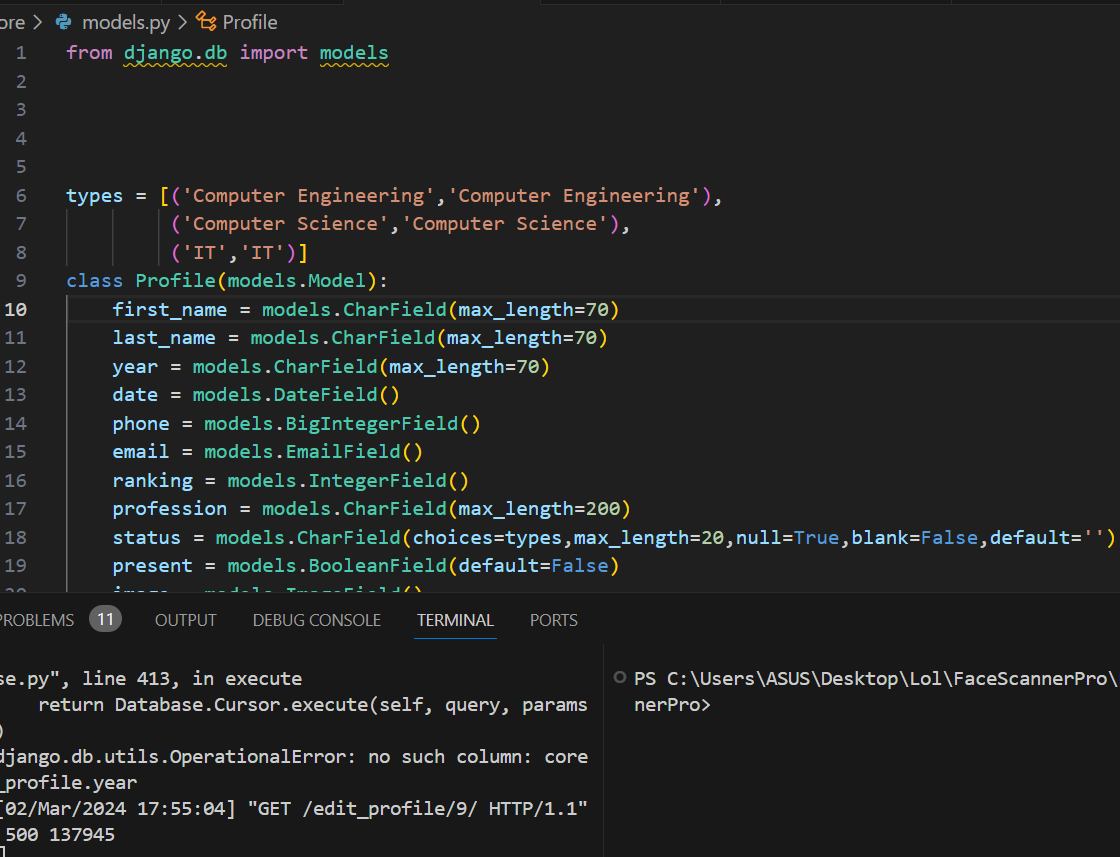 ore > models.py > Profile
1 from django.db import models
2
3
4
5
6 types = [('Computer Engineering','Computer Engineering'),
7 ('Computer Science','Computer Science'),
8 ('IT','IT')]
9 class Profile(models.Model):
10 first_name = models.CharField(max_length=70)
11 last_name = models.CharField(max_length=70)
12 year = models.CharField(max_length=70)
13 date = models.DateField()
14 phone = models.BigIntegerField()
15 email = models.EmailField()
16 ranking = models.IntegerField()
17 profession = models.CharField(max_length=200)
18 status = models.CharField(choices=types,max_length=20,null=True,blank=False,default='')
19 present = models.BooleanField(default=False)
20 image = models.ImageField()
PROBLEMS 11 OUTPUT DEBUG CONSOLE TERMINAL PORTS
se.py", line 413, in execute
return Database.Cursor.execute(self, query, params
)
django.db.utils.OperationalError: no such column: core
_profile.year
[02/Mar/2024 17:55:04] "GET /edit_profile/9/ HTTP/1.1"
500 137945
PS C:\Users\ASUS\Desktop\Lol\FaceScannerPro\
nerPro>